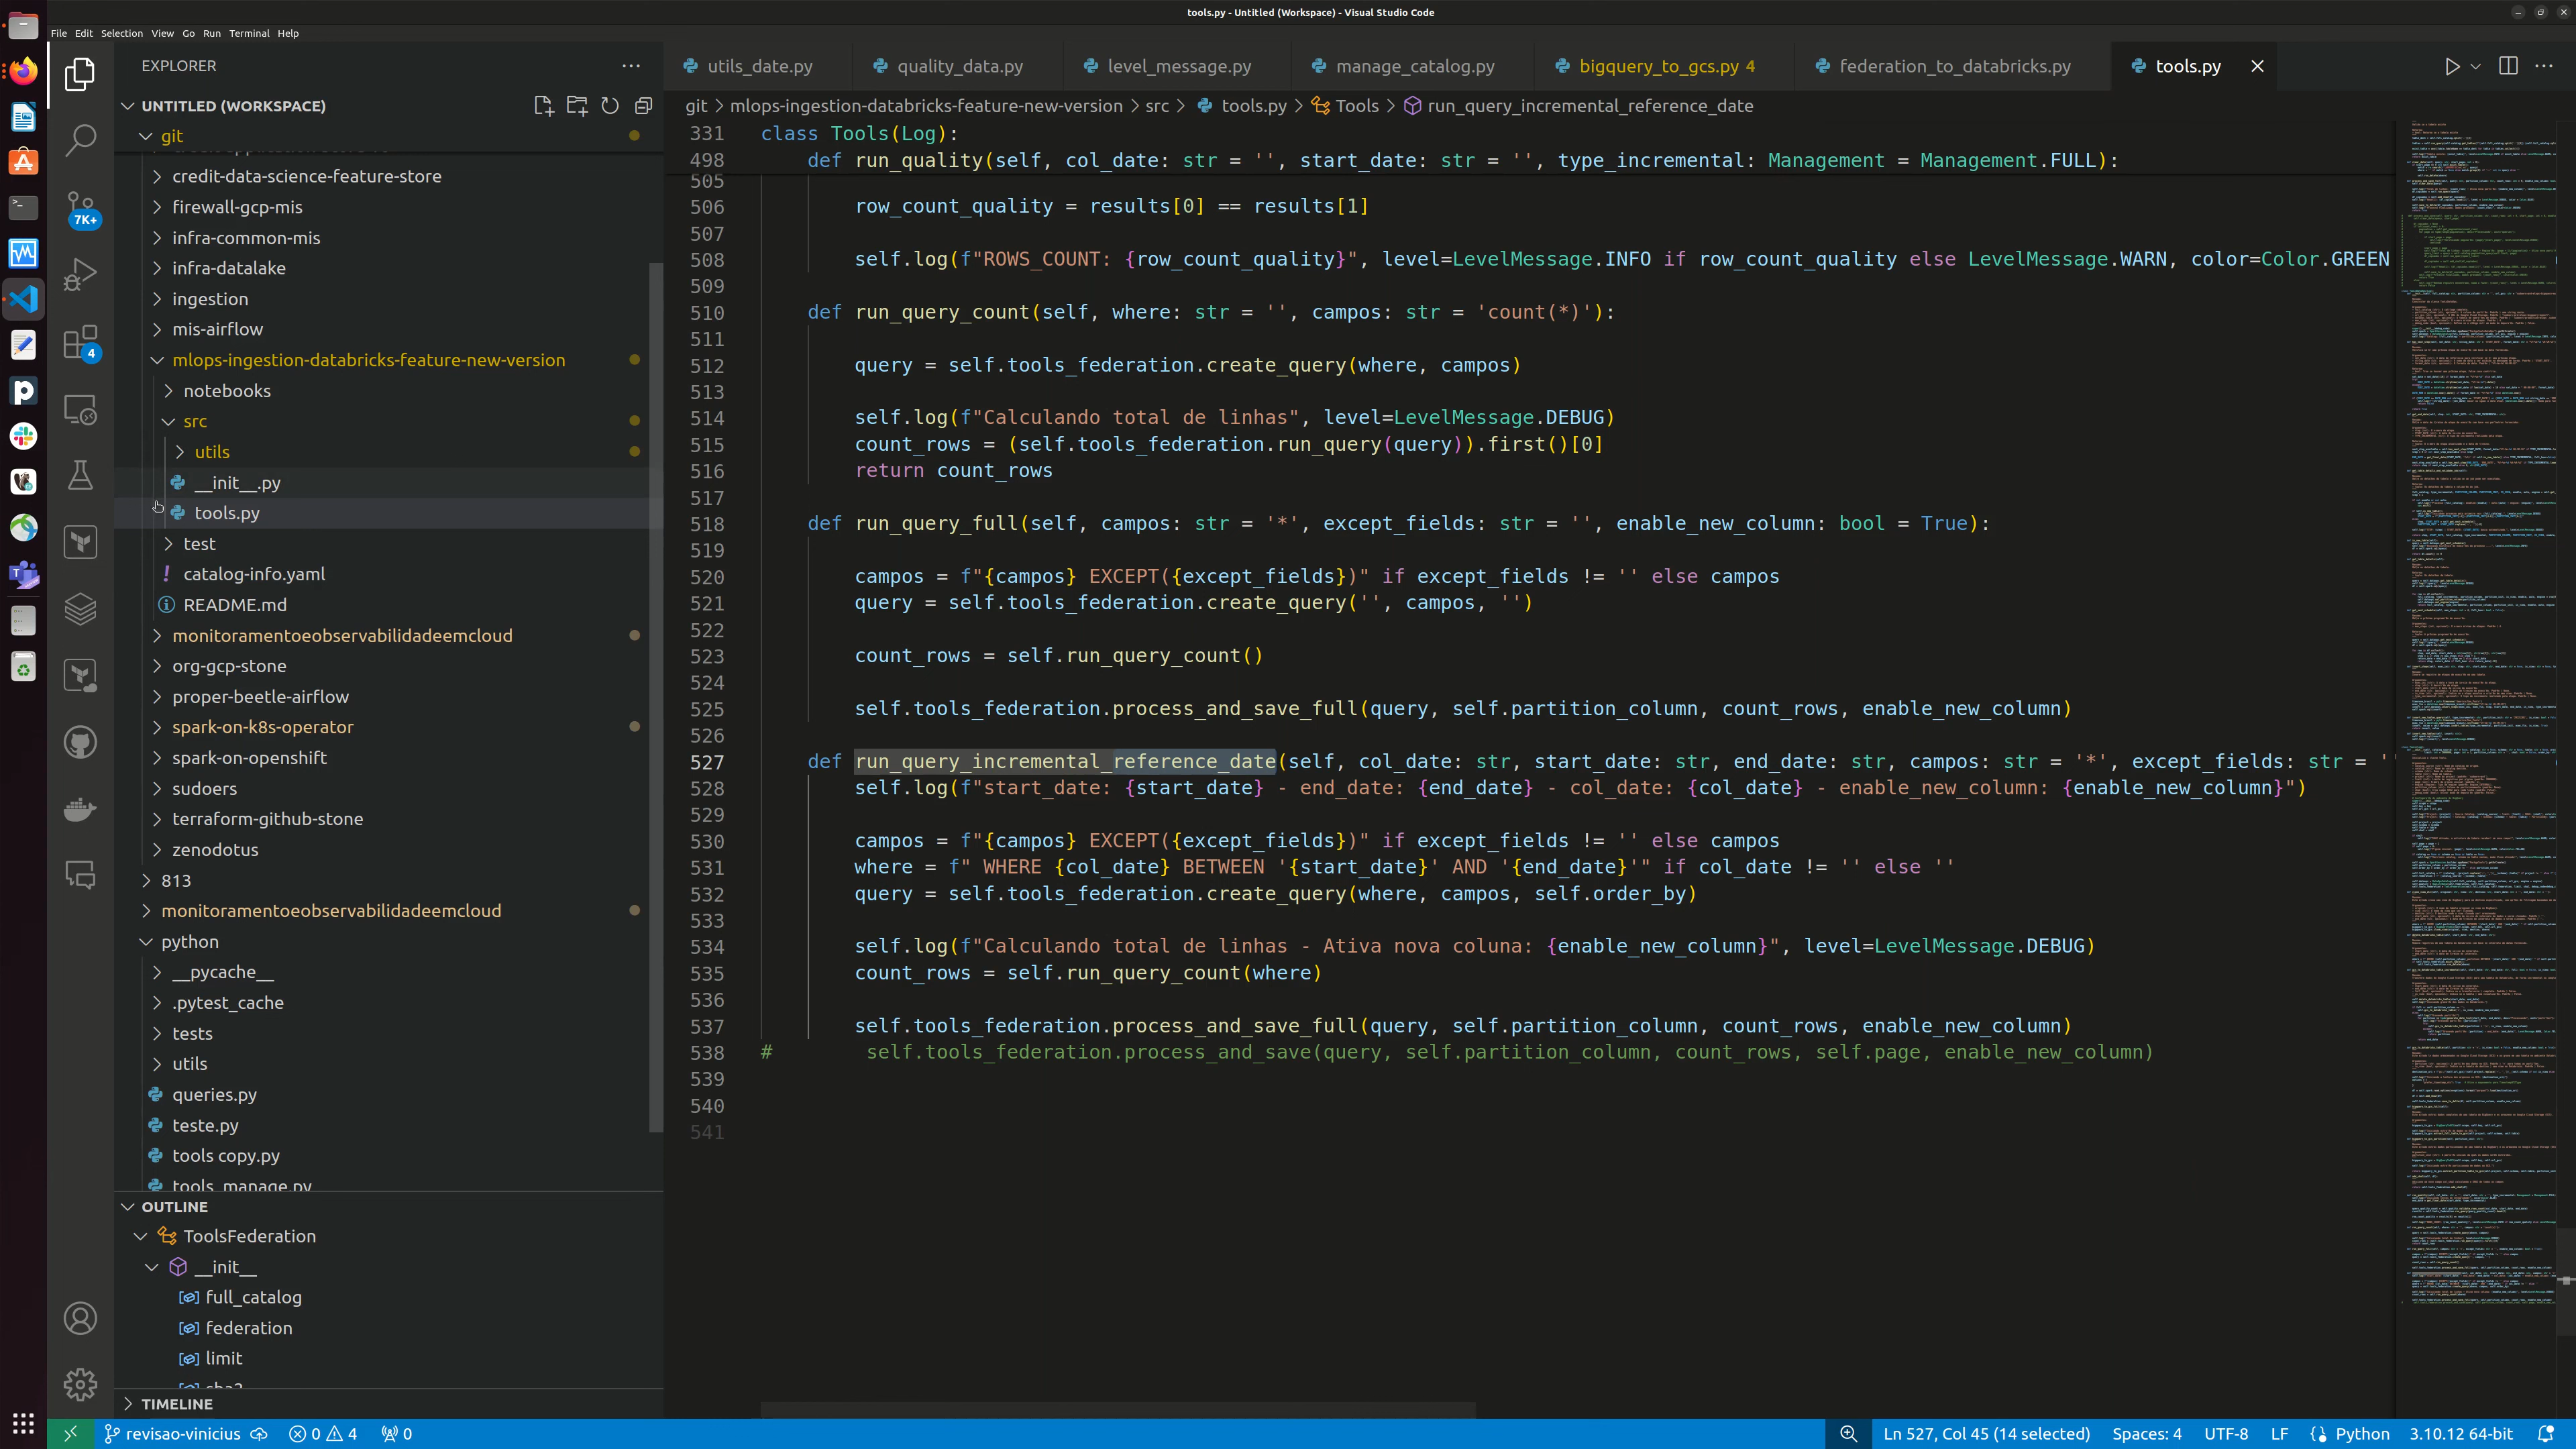 tools.py - Untitled (Workspace) - Visual Studio Code
File Edit Selection View Go Run Terminal Help
EXPLORER
UNTITLED (WORKSPACE)
git
credit-data-science-feature-store
firewall-gcp-mis
infra-common-mis
infra-datalake
ingestion
mis-airflow
mlops-ingestion-databricks-feature-new-version
notebooks
src
utils
__init__.py
tools.py
test
catalog-info.yaml
README.md
monitoramentoeobservabilidadeemcloud
org-gcp-stone
proper-beetle-airflow
spark-on-k8s-operator
spark-on-openshift
sudoers
terraform-github-stone
zenodotus
813
monitoramentoeobservabilidadeemcloud
python
__pycache__
.pytest_cache
tests
utils
queries.py
teste.py
tools copy.py
tools_manage.py
OUTLINE
ToolsFederation
__init__
full_catalog
federation
limit
TIMELINE
7K+
4
utils_date.py quality_data.py level_message.py manage_catalog.py bigquery_to_gcs.py 4 federation_to_databricks.py tools.py
git > mlops-ingestion-databricks-feature-new-version > src > tools.py > Tools > run_query_incremental_reference_date
331 class Tools(Log):
498 def run_quality(self, col_date: str = '', start_date: str = '', type_incremental: Management = Management.FULL):
505
506 row_count_quality = results[0] == results[1]
507
508 self.log(f"ROWS_COUNT: {row_count_quality}", level=LevelMessage.INFO if row_count_quality else LevelMessage.WARN, color=Color.GREEN
509
510 def run_query_count(self, where: str = '', campos: str = 'count(*)'):
511
512 query = self.tools_federation.create_query(where, campos)
513
514 self.log(f"Calculando total de linhas", level=LevelMessage.DEBUG)
515 count_rows = (self.tools_federation.run_query(query)).first()[0]
516 return count_rows
517
518 def run_query_full(self, campos: str = '*', except_fields: str = '', enable_new_column: bool = True):
519
520 campos = f"{campos} EXCEPT({except_fields})" if except_fields != '' else campos
521 query = self.tools_federation.create_query('', campos, '')
522
523 count_rows = self.run_query_count()
524
525 self.tools_federation.process_and_save_full(query, self.partition_column, count_rows, enable_new_column)
526
527 def run_query_incremental_reference_date(self, col_date: str, start_date: str, end_date: str, campos: str = '*', except_fields: str = '
528 self.log(f"start_date: {start_date} - end_date: {end_date} - col_date: {col_date} - enable_new_column: {enable_new_column}")
529
530 campos = f"{campos} EXCEPT({except_fields})" if except_fields != '' else campos
531 where = f" WHERE {col_date} BETWEEN '{start_date}' AND '{end_date}'" if col_date != '' else ''
532 query = self.tools_federation.create_query(where, campos, self.order_by)
533
534 self.log(f"Calculando total de linhas - Ativa nova coluna: {enable_new_column}", level=LevelMessage.DEBUG)
535 count_rows = self.run_query_count(where)
536
537 self.tools_federation.process_and_save_full(query, self.partition_column, count_rows, enable_new_column)
538 # self.tools_federation.process_and_save(query, self.partition_column, count_rows, self.page, enable_new_column)
539
540
541
revisao-vinicius 0 4 0 Ln 527, Col 45 (14 selected) Spaces: 4 UTF-8 LF Python 3.10.12 64-bit